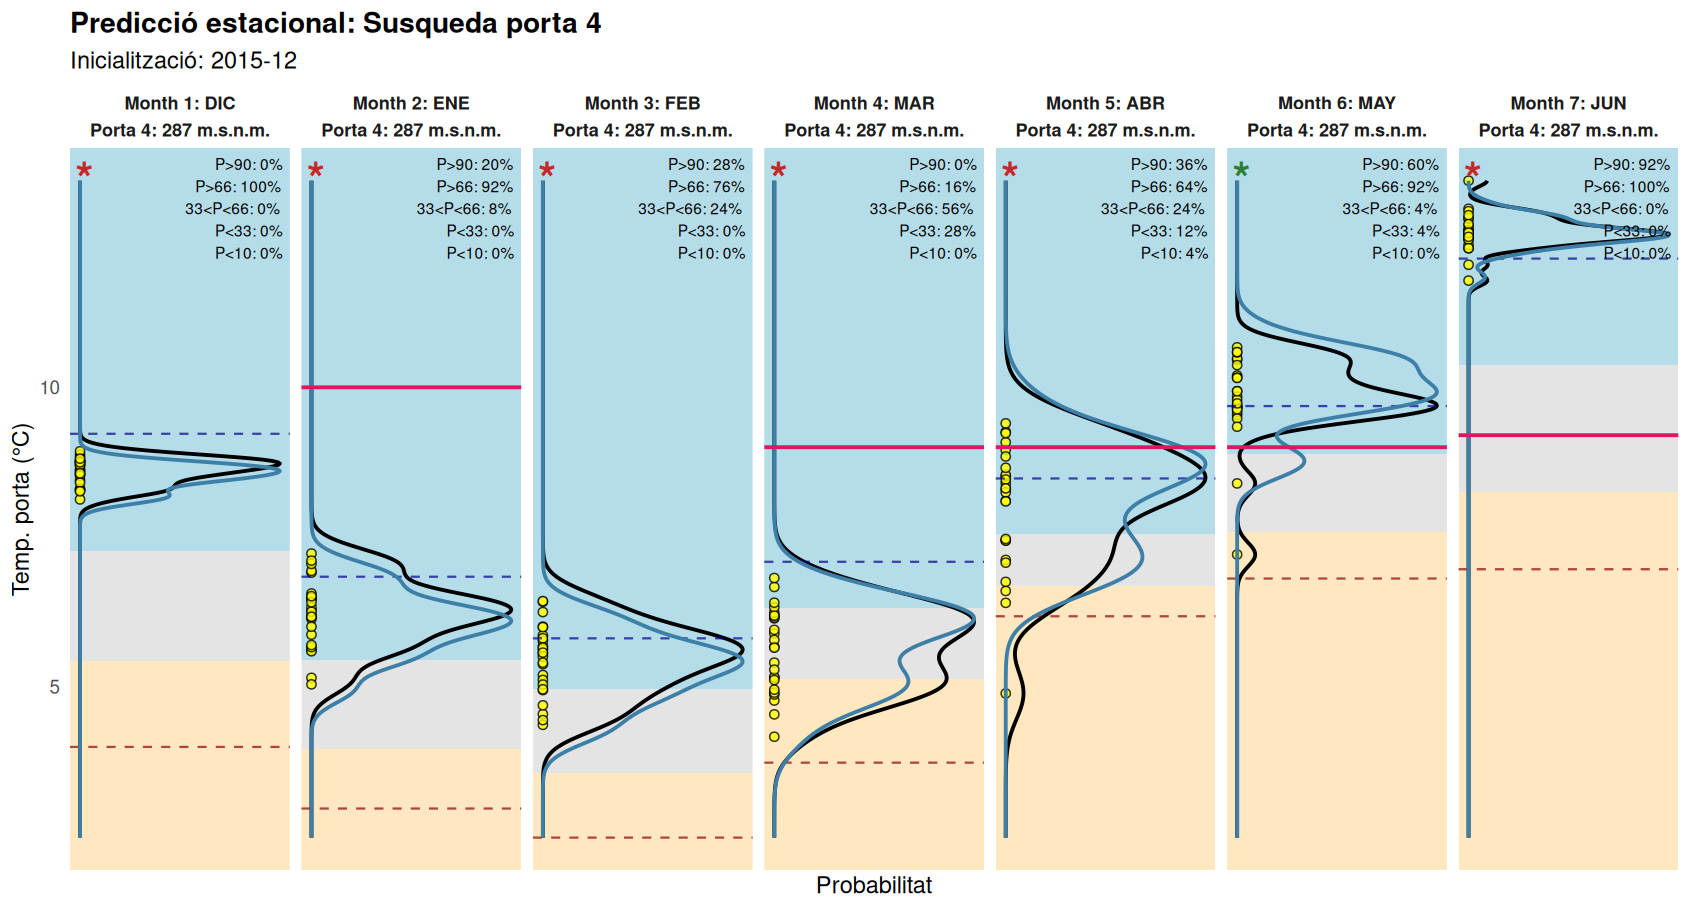 Predicció estacional: Susqueda porta 4
Inicialització: 2015-12
Month 1: DIC
Porta 4: 287 m.s.n.m.
Month 2: ENE
Porta 4: 287 m.s.n.m.
Month 3: FEB
Porta 4: 287 m.s.n.m.
Month 4: MAR
Porta 4: 287 m.s.n.m.
Month 5: ABR
Porta 4: 287 m.s.n.m.
Month 6: MAY
Porta 4: 287 m.s.n.m.
Month 7: JUN
Porta 4: 287 m.s.n.m.
*
P>90: 0%
P>66: 100%
33<P<66: 0%
P<33: 0%
P<10: 0%
*
P>90: 20%
P>66: 92%
33<P<66: 8%
P<33: 0%
P<10: 0%
*
P>90: 28%
P>66: 76%
33<P<66: 24%
P<33: 0%
P<10: 0%
*
P>90: 0%
P>66: 16%
33<P<66: 56%
P<33: 28%
P<10: 0%
*
P>90: 36%
P>66: 64%
33<P<66: 24%
P<33: 12%
P<10: 4%
*
P>90: 60%
P>66: 92%
33<P<66: 4%
P<33: 4%
P<10: 0%
*
P>90: 92%
P>66: 100%
33<P<66: 0%
P<33: 0%
P<10: 0%
10
5
Temp. porta (°C)
Probabilitat